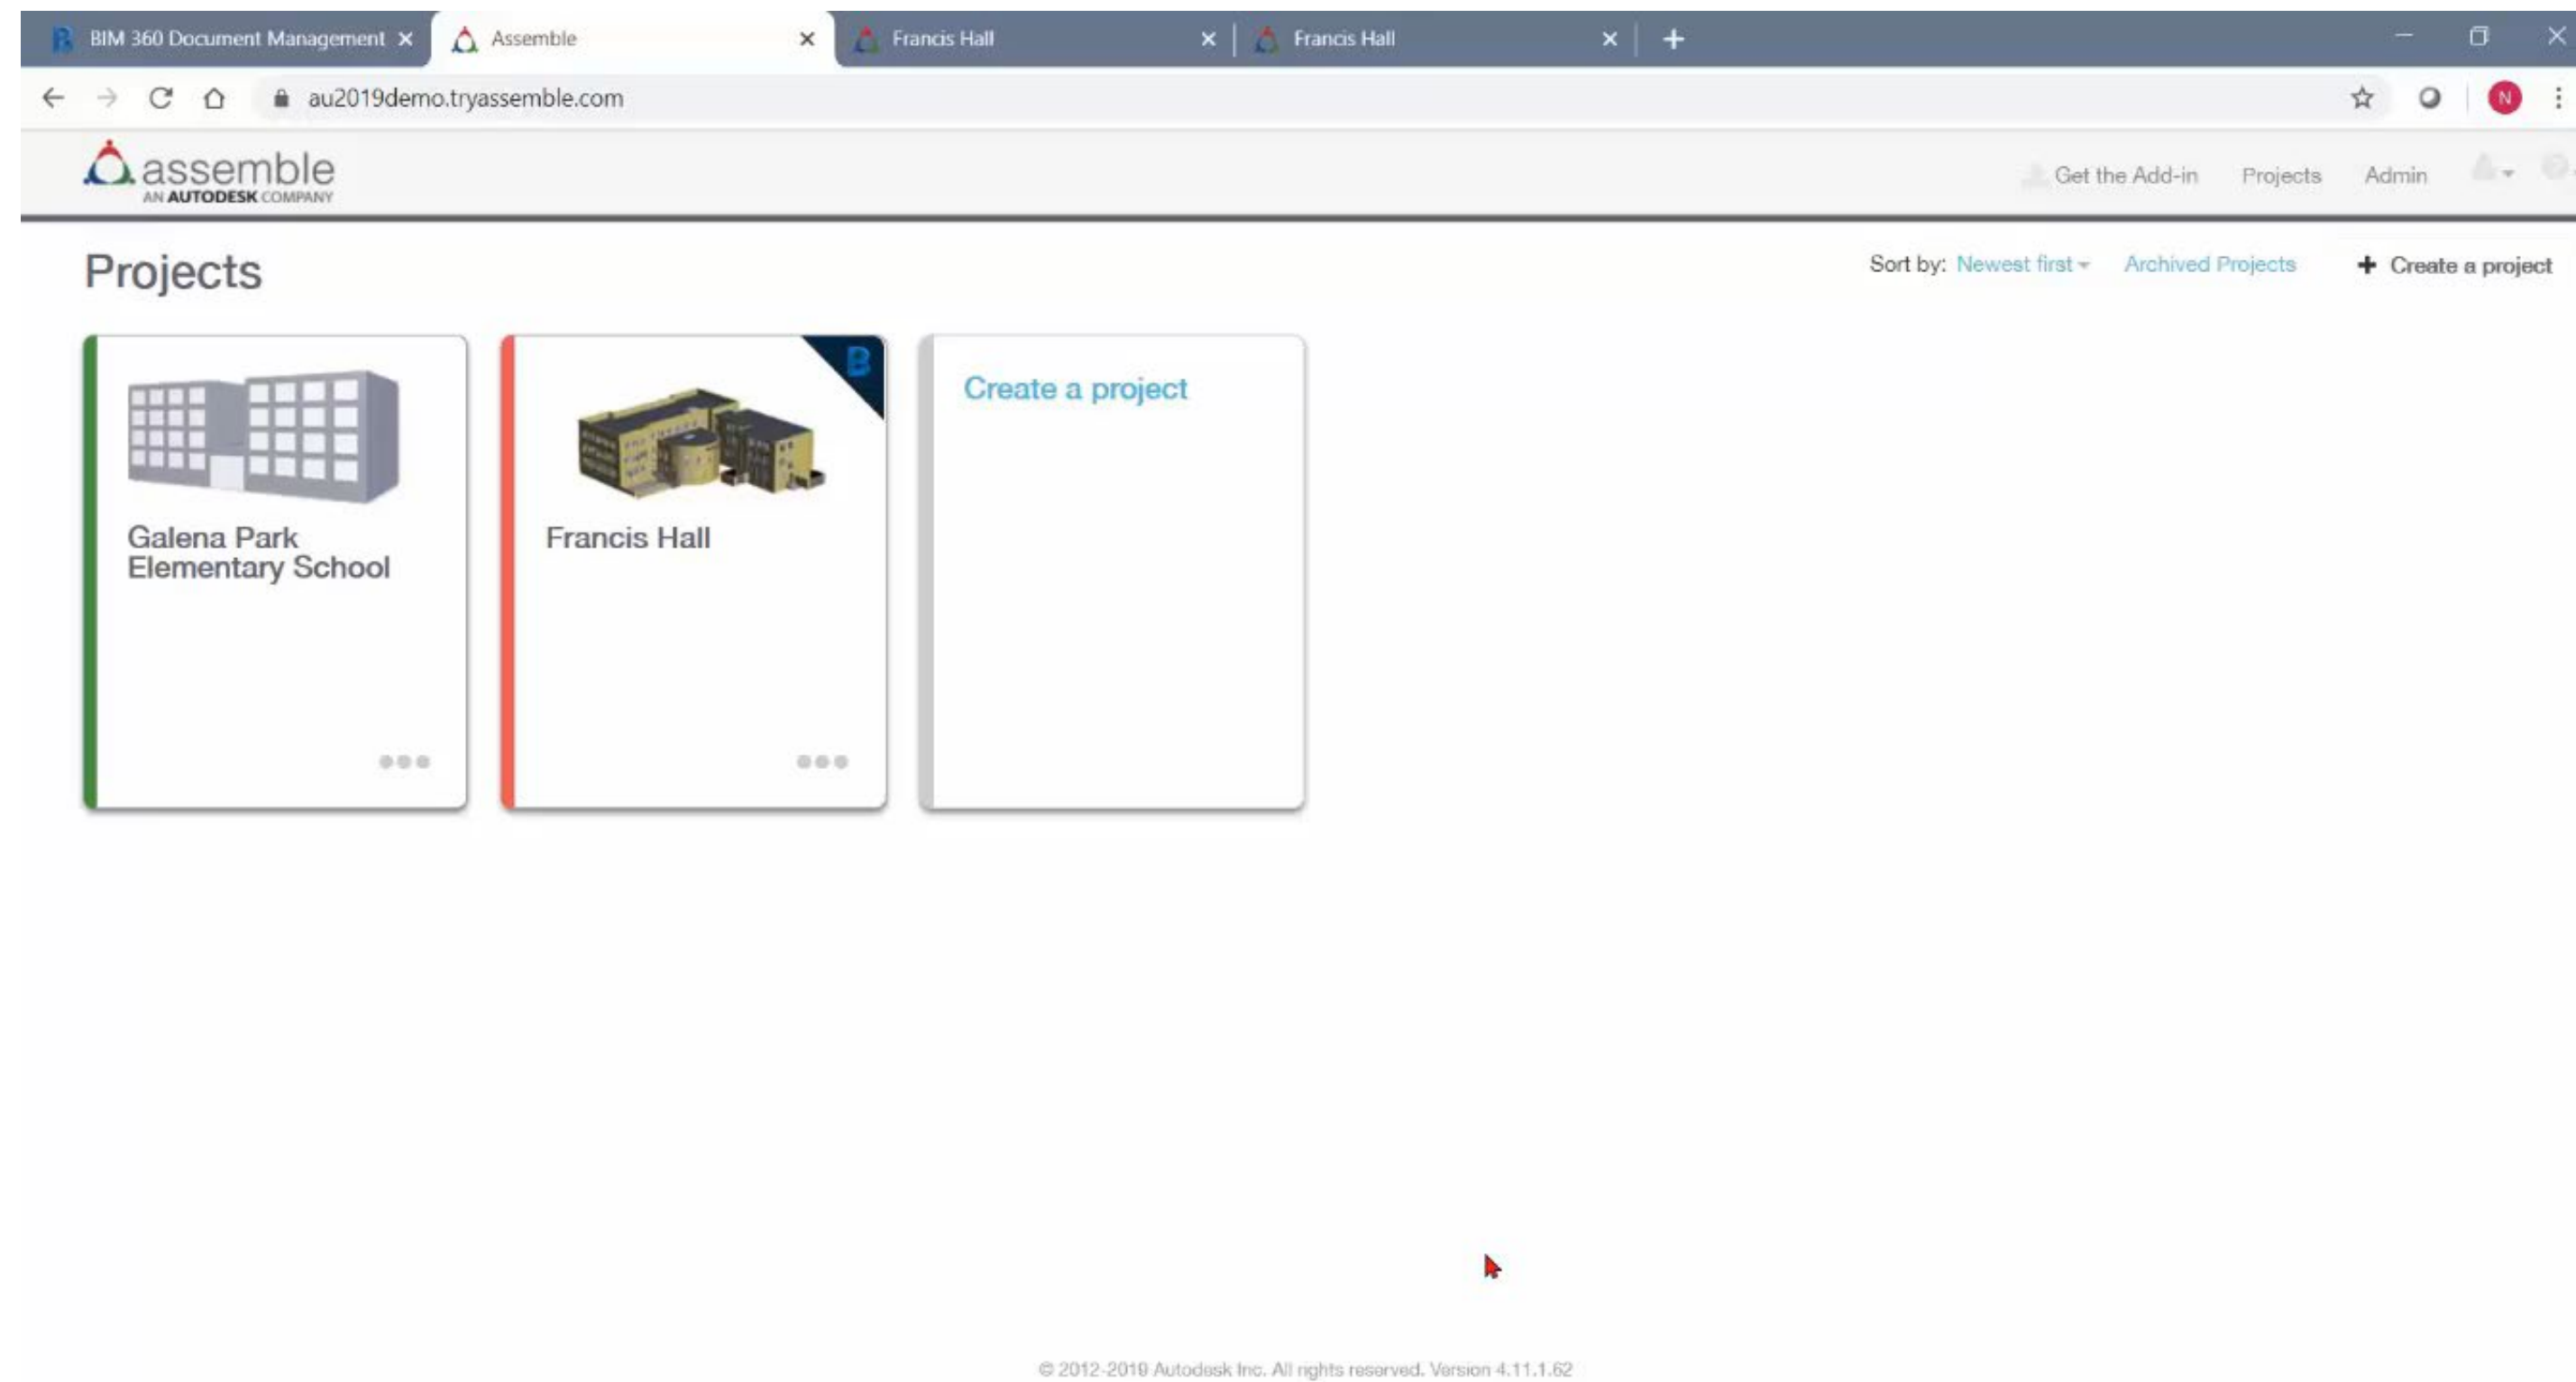 BIM 360 Document Management
Assemble
Francis Hall
Francis Hall
au2019demo.tryassemble.com
N
assemble
AN AUTODESK COMPANY
Get the Add-in
Projects
Admin
Projects
Sort by: Newest first
Archived Projects
+ Create a project
B
Galena Park
Elementary School
Francis Hall
Create a project
© 2012-2019 Autodesk Inc. All rights reserved. Version 4.11.1.62